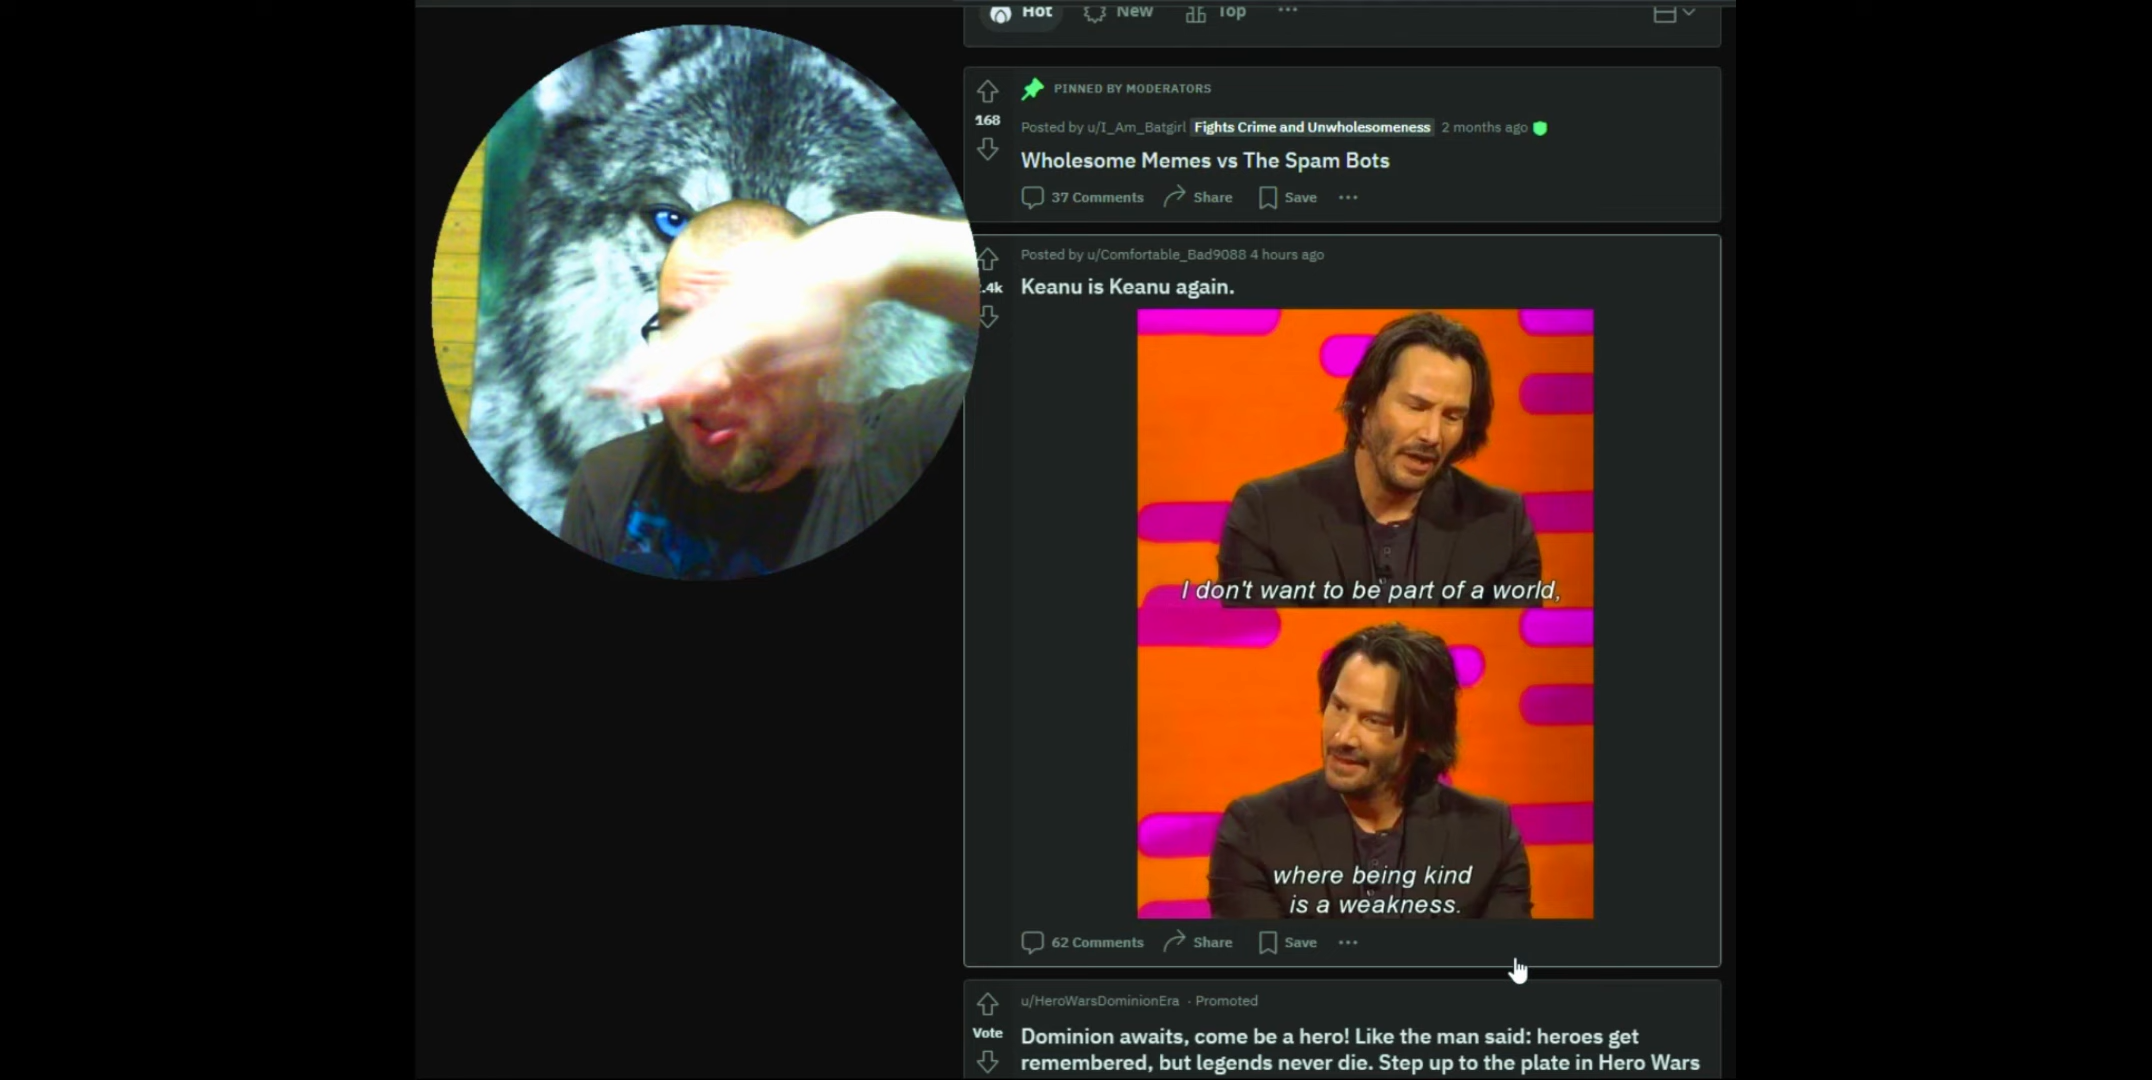 Hot New Top ...
PINNED BY MODERATORS
168
Posted by u/I_Am_Batgirl Fights Crime and Unwholesomeness 2 months ago
Wholesome Memes vs The Spam Bots
37 Comments Share Save ...
Posted by u/Comfortable_Bad9088 4 hours ago
.4k
Keanu is Keanu again.
I don't want to be part of a world,
where being kind
is a weakness.
62 Comments Share Save ...
u/HeroWarsDominionEra · Promoted
Vote
Dominion awaits, come be a hero! Like the man said: heroes get
remembered, but legends never die. Step up to the plate in Hero Wars